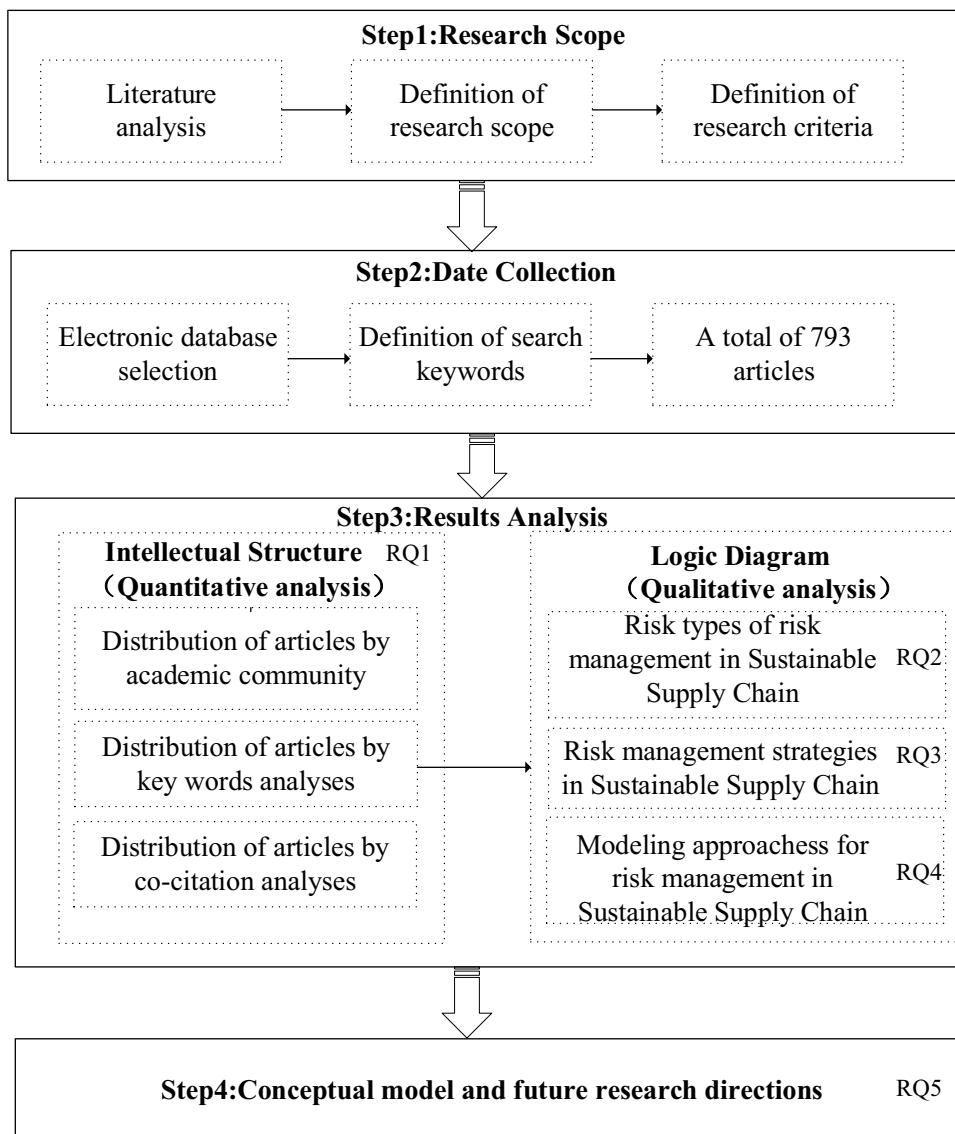 Step1:Research Scope
Literature
analysis
Definition of
research scope
Definition of
research criteria
Step2:Date Collection
Electronic database
selection
Definition of search
keywords
A total of 793
articles
Step3:Results Analysis
Intellectual Structure
（Quantitative analysis）
RQ1
Distribution of articles by
academic community
Distribution of articles by
key words analyses
Distribution of articles by
co-citation analyses
Logic Diagram
（Qualitative analysis）
Risk types of risk
management in Sustainable
Supply Chain
RQ2
Risk management strategies
in Sustainable Supply Chain
RQ3
Modeling approachess for
risk management in
Sustainable Supply Chain
RQ4
Step4:Conceptual model and future research directions
RQ5